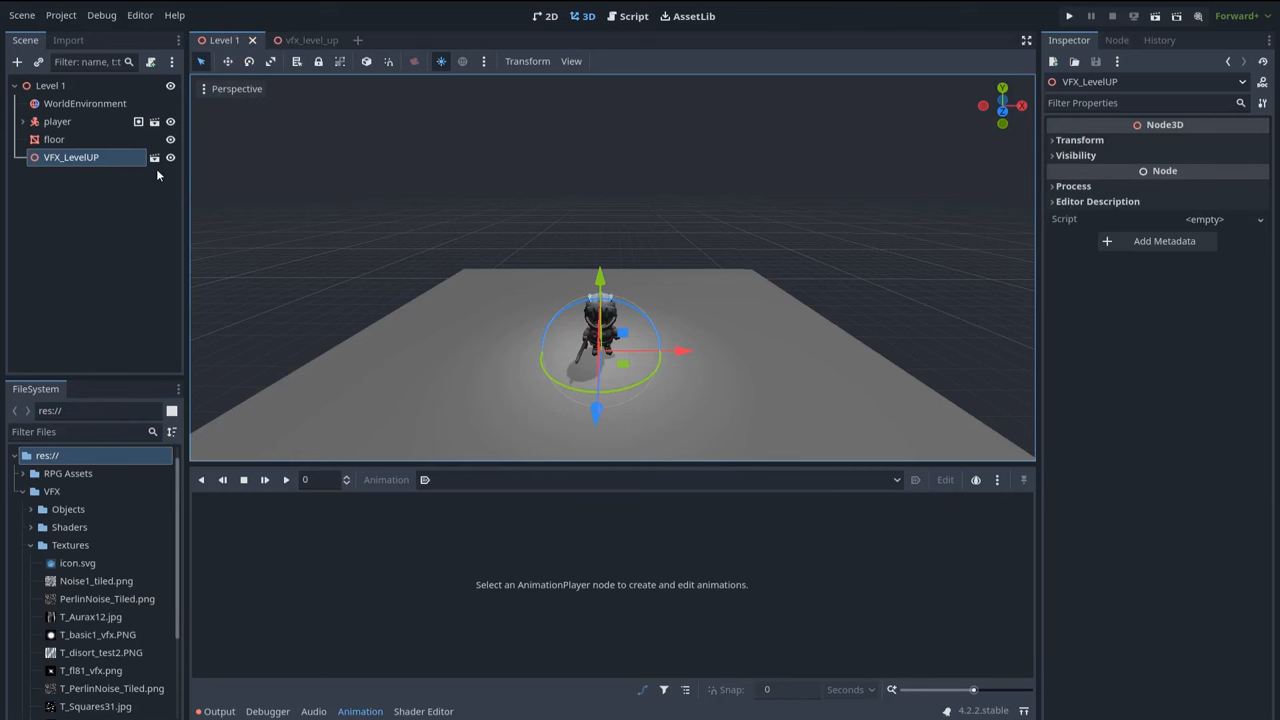 Scene Project Debug Editor Help
2D 3D Script AssetLib
Forward+
Scene Import
Level 1 vfx_level_up
Inspector Node History
Filter: name, t:t
Transform View
VFX_LevelUP
Level 1
Perspective
Y
X
Z
Filter Properties
WorldEnvironment
player
floor
VFX_LevelUP
Node3D
Transform
Visibility
Node
Process
Editor Description
Script <empty>
Add Metadata
FileSystem
res://
Filter Files
res://
RPG Assets
VFX
Objects
Shaders
Textures
icon.svg
Noise1_tiled.png
PerlinNoise_Tiled.png
T_Aurax12.jpg
T_basic1_vfx.PNG
T_disort_test2.PNG
T_fl81_vfx.png
T_PerlinNoise_Tiled.png
T_Squares31.jpg
0 Animation Edit
Select an AnimationPlayer node to create and edit animations.
Snap: 0 Seconds
Output Debugger Audio Animation Shader Editor
4.2.2.stable